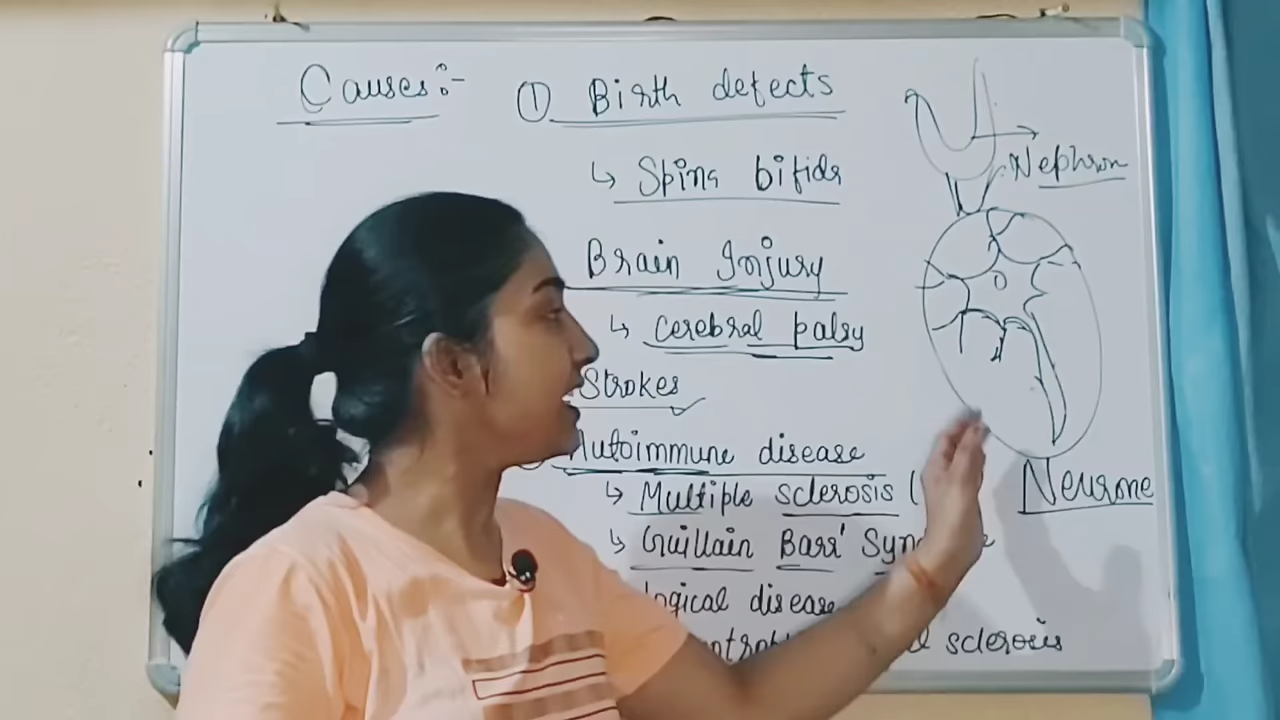 Causes:-
① Birth defects
↳ Spina bifida
Brain Injury
↳ cerebral palsy
Strokes
Autoimmune disease
↳ Multiple sclerosis (
↳ Guillain Barr' Syn
logical disease
sclerosis
Nephron
Neurone